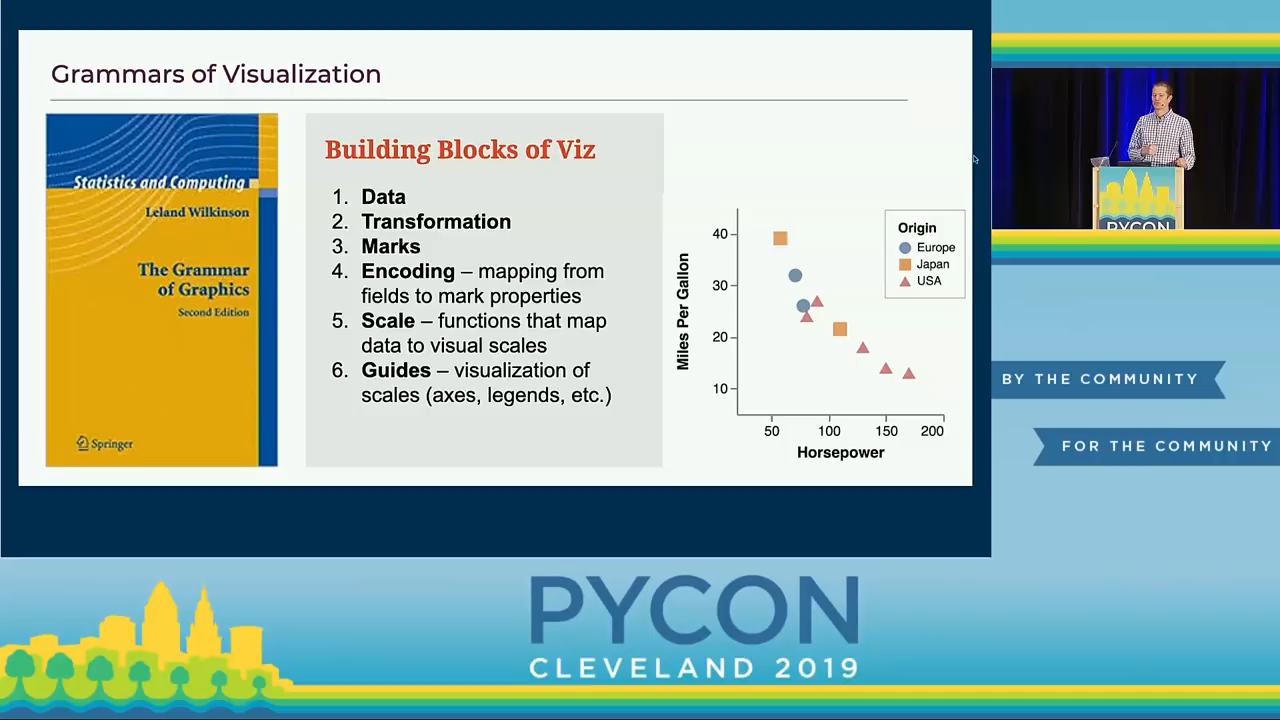 Grammars of Visualization
Statistics and Computing
Leland Wilkinson
The Grammar
of Graphics
Second Edition
Springer
Building Blocks of Viz
1. Data
2. Transformation
3. Marks
4. Encoding – mapping from
fields to mark properties
5. Scale – functions that map
data to visual scales
6. Guides – visualization of
scales (axes, legends, etc.)
Miles Per Gallon
40
30
20
10
50 100 150 200
Horsepower
Origin
Europe
Japan
USA
PYCON
BY THE COMMUNITY
FOR THE COMMUNITY
PYCON
CLEVELAND 2019